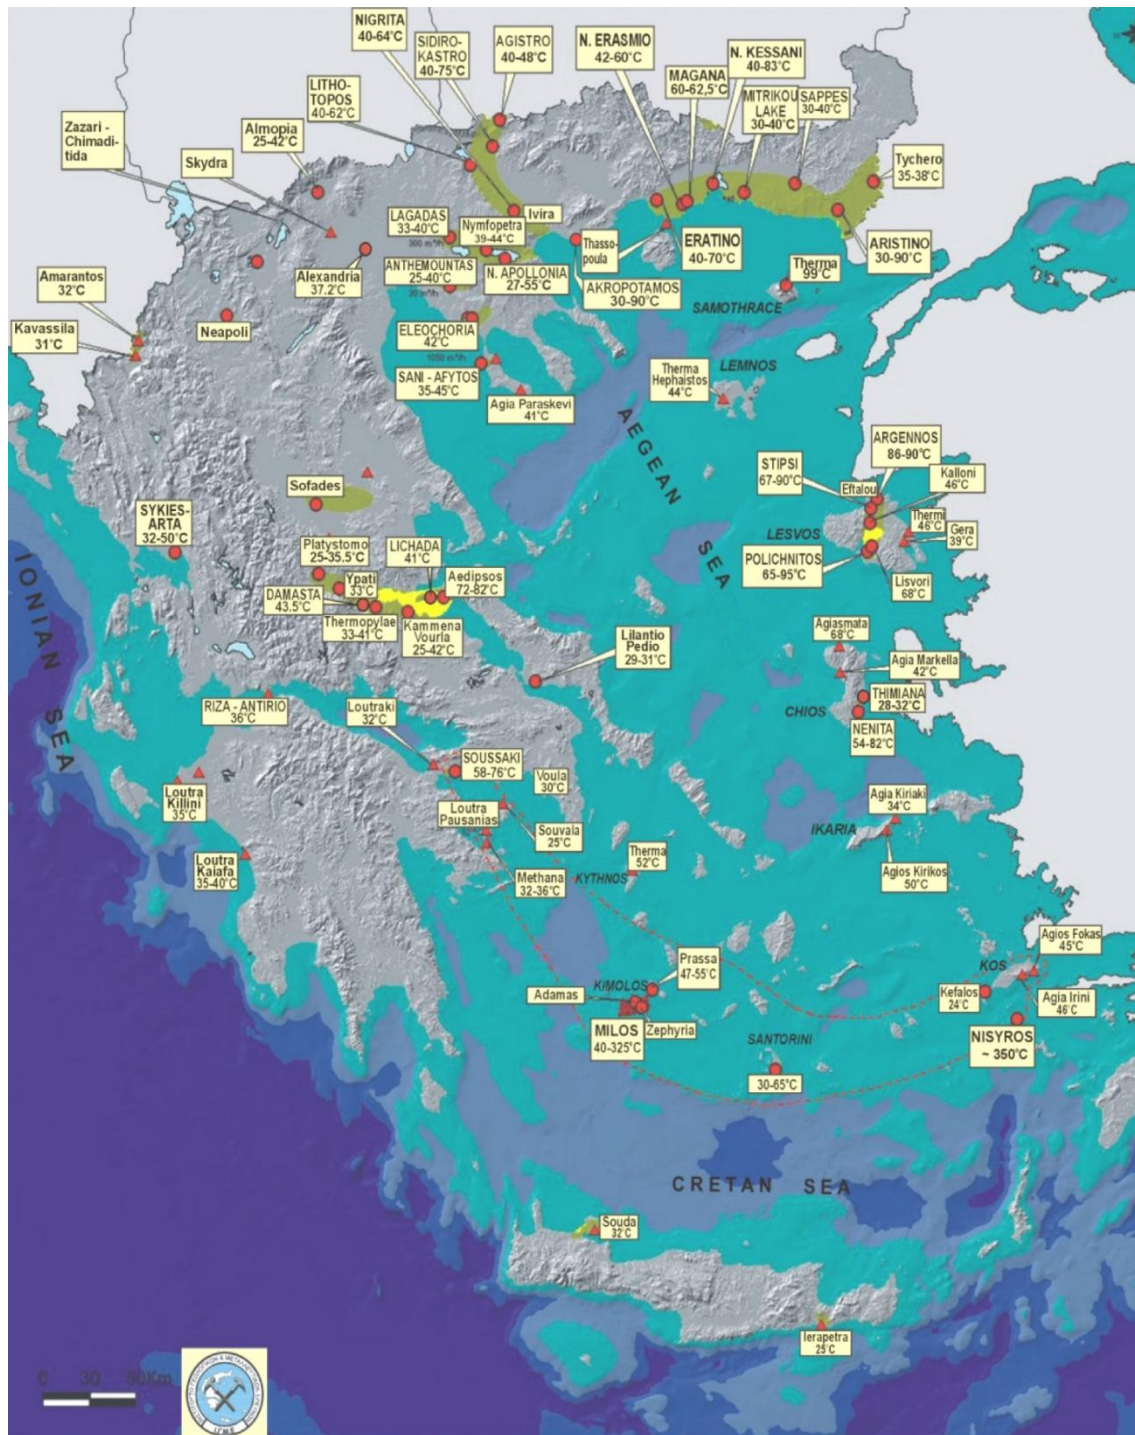 NIGRITA
40-64°C
SIDIRO-
KASTRO
40-75°C
AGISTRO
40-48°C
N. ERASMIO
42-60°C
N. KESSANI
40-83°C
MAGANA
60-62,5°C
MITRIKOU
LAKE
30-40°C
SAPPES
30-40°C
LITHO-
TOPOS
40-62°C
Zazari -
Chimadi-
tida
Almopia
25-42°C
Skydra
Tychero
35-38°C
LAGADAS
33-40°C
300 m³/h
Nymfopetra
39-44°C
Ivira
Thasso-
poula
ERATINO
40-70°C
ARISTINO
30-90°C
Amarantos
32°C
Alexandria
37.2°C
ANTHEMOUNTAS
25-40°C
N. APOLLONIA
27-55°C
AKROPOTAMOS
30-90°C
Therma
99°C
SAMOTHRACE
Kavassila
31°C
Neapoli
ELEOCHORIA
42°C
1050 m³/h
SANI - AFYTOS
35-45°C
Agia Paraskevi
41°C
Therma
Hephaistos
44°C
LEMNOS
AEGEAN
SEA
ARGENNOS
86-90°C
STIPSI
67-90°C
Kalloni
46°C
Eftalou
Sofades
SYKIES-
ARTA
32-50°C
LESVOS
Thermi
46°C
Gera
39°C
Platystomo
25-35.5°C
LICHADA
41°C
POLICHNITOS
65-95°C
Ypati
33°C
Aedipsos
72-82°C
Lisvori
68°C
DAMASTA
43.5°C
Thermopylae
33-41°C
Kammena
Vourla
25-42°C
IONIAN
SEA
Lilantio
Pedio
29-31°C
Agiasmata
68°C
Agia Markella
42°C
RIZA - ANTIRIO
36°C
Loutraki
32°C
CHIOS
THIMIANA
28-32°C
NENITA
54-82°C
SOUSSAKI
58-76°C
Voula
30°C
Loutra
Killini
35°C
Loutra
Pausanias
Souvala
25°C
Agia Kiriaki
34°C
IKARIA
Loutra
Kaiafa
35-40°C
Therma
52°C
KYTHNOS
Methana
32-36°C
Agios Kirikos
50°C
Agios Fokas
45°C
Prassa
47-55°C
KOS
KIMOLOS
Adamas
Kefalos
24°C
Agia Irini
46°C
MILOS
40-325°C
Zephyria
SANTORINI
NISYROS
~ 350°C
30-65°C
CRETAN SEA
Souda
32°C
Ierapetra
25°C
0 30 60Km
Ι.Γ.Μ.Ε